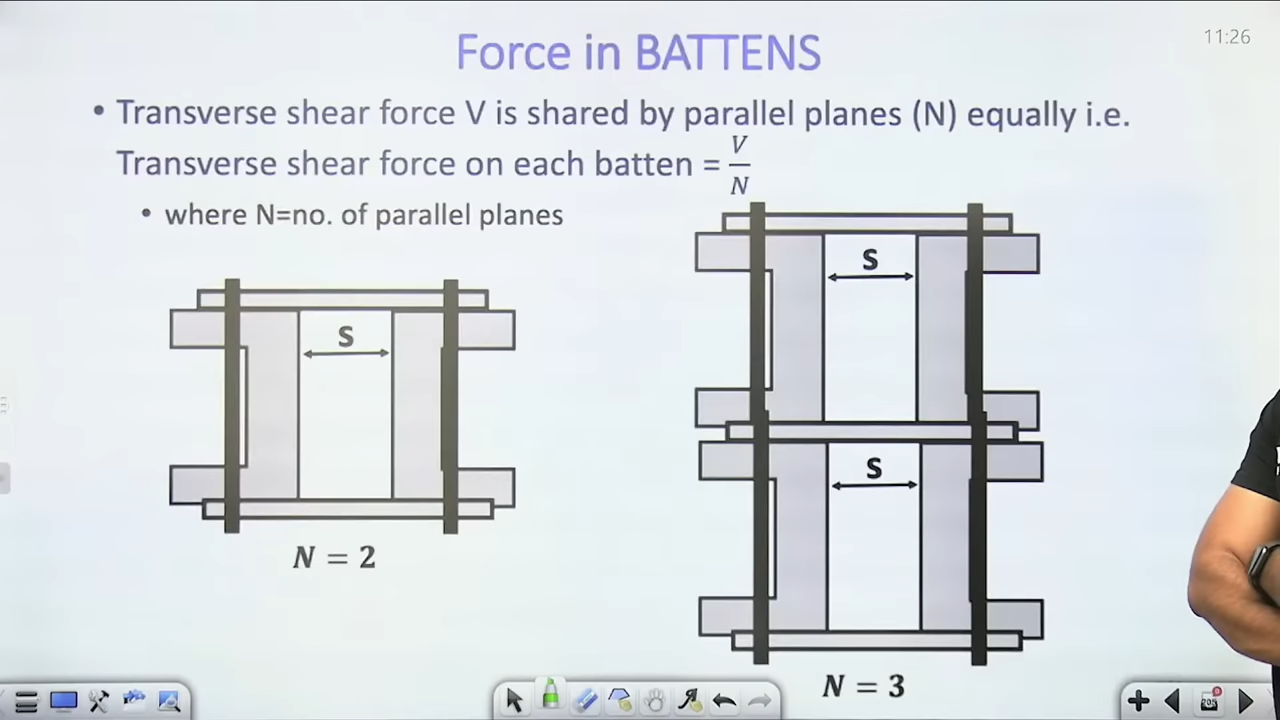 Force in BATTENS
11:26
• Transverse shear force V is shared by parallel planes (N) equally i.e.
Transverse shear force on each batten = V/N
• where N=no. of parallel planes
S
S
S
N = 2
N = 3